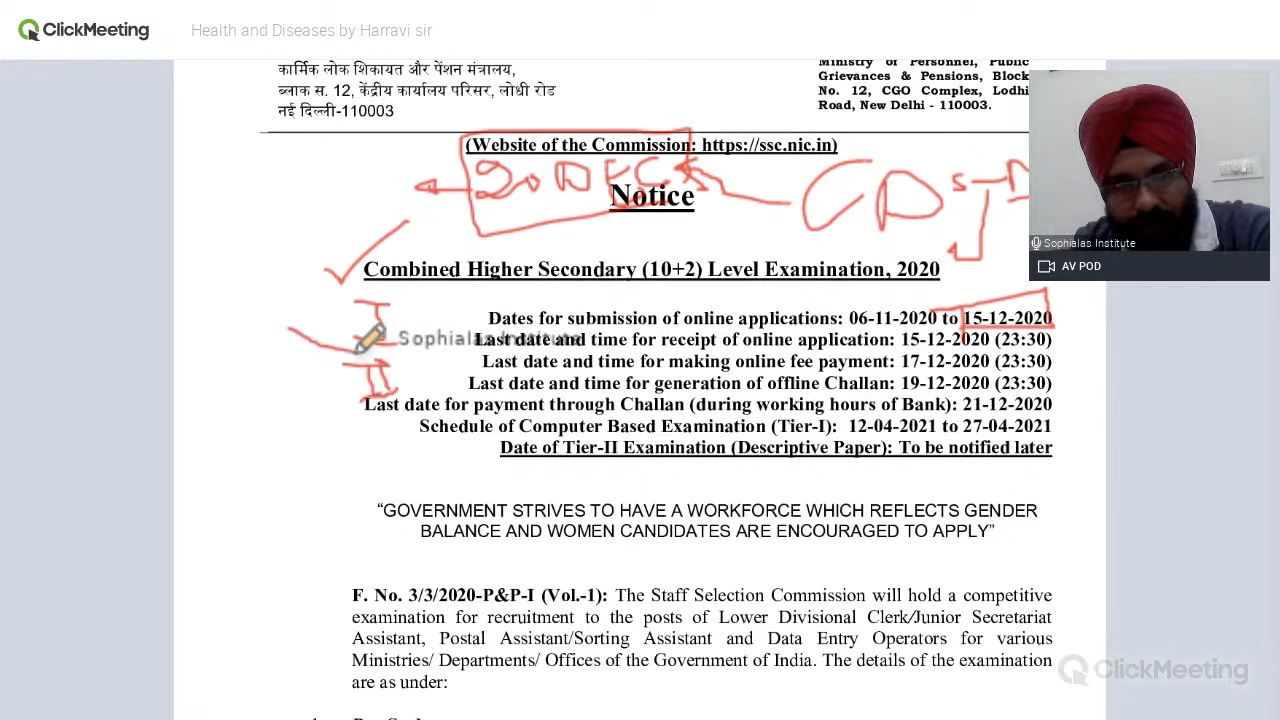 ClickMeeting Health and Diseases by Harravi sir
कार्मिक लोक शिकायत और पेंशन मंत्रालय,
ब्लाक स. 12, केंद्रीय कार्यालय परिसर, लोधी रोड
नई दिल्ली-110003
Ministry of Personnel, Public
Grievances & Pensions, Block
No. 12, CGO Complex, Lodhi
Road, New Delhi - 110003.
(Website of the Commission: https://ssc.nic.in)
20 DEC
CDS
Notice
Combined Higher Secondary (10+2) Level Examination, 2020
Dates for submission of online applications: 06-11-2020 to 15-12-2020
Last date and time for receipt of online application: 15-12-2020 (23:30)
Last date and time for making online fee payment: 17-12-2020 (23:30)
Last date and time for generation of offline Challan: 19-12-2020 (23:30)
Last date for payment through Challan (during working hours of Bank): 21-12-2020
Schedule of Computer Based Examination (Tier-I): 12-04-2021 to 27-04-2021
Date of Tier-II Examination (Descriptive Paper): To be notified later
I
II
Sophialas Institute
“GOVERNMENT STRIVES TO HAVE A WORKFORCE WHICH REFLECTS GENDER
BALANCE AND WOMEN CANDIDATES ARE ENCOURAGED TO APPLY”
F. No. 3/3/2020-P&P-I (Vol.-1): The Staff Selection Commission will hold a competitive
examination for recruitment to the posts of Lower Divisional Clerk/Junior Secretariat
Assistant, Postal Assistant/Sorting Assistant and Data Entry Operators for various
Ministries/ Departments/ Offices of the Government of India. The details of the examination
are as under:
Sophialas Institute
AV POD
ClickMeeting